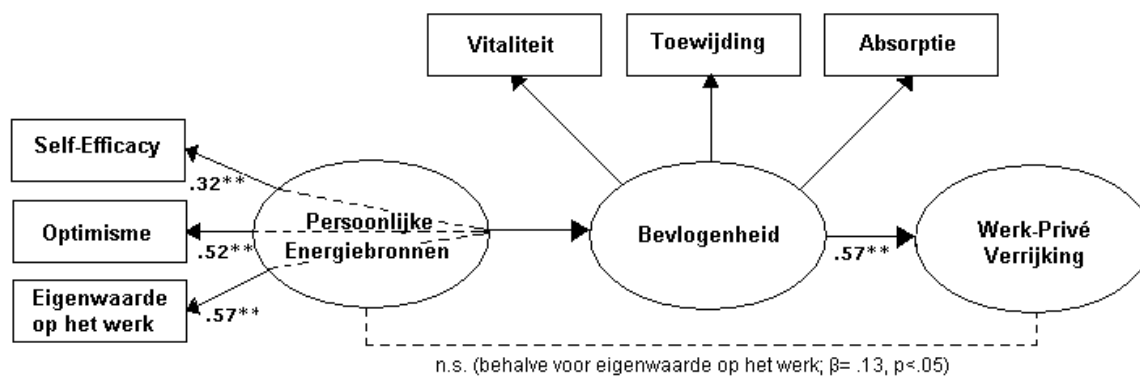 Vitaliteit
Toewijding
Absorptie
Self-Efficacy
.32**
Optimisme
.52**
Eigenwaarde
op het werk
.57**
Persoonlijke
Energiebronnen
Bevlogenheid
.57**
Werk-Privé
Verrijking
n.s. (behalve voor eigenwaarde op het werk; β= .13, p<.05)